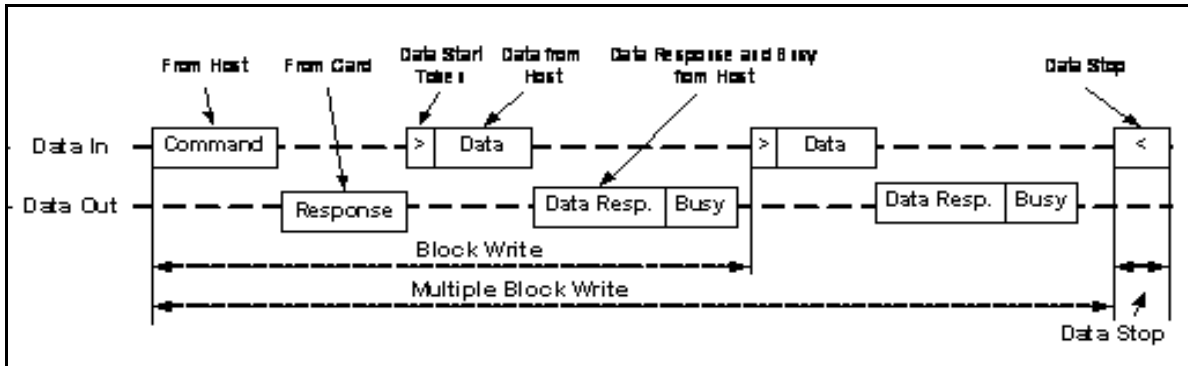 From Host
From Card
Data Start
Token
Data from
Host
Data Response and Busy
from Host
Data Stop
Data In
Command
>
Data
>
Data
<
Data Out
Response
Data Resp.
Busy
Data Resp.
Busy
Block Write
Multiple Block Write
Data Stop